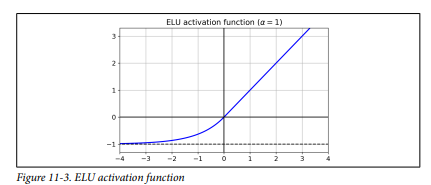 ELU activation function (α = 1)
3
2
1
0
−1
−4 −3 −2 −1 0 1 2 3 4
Figure 11-3. ELU activation function